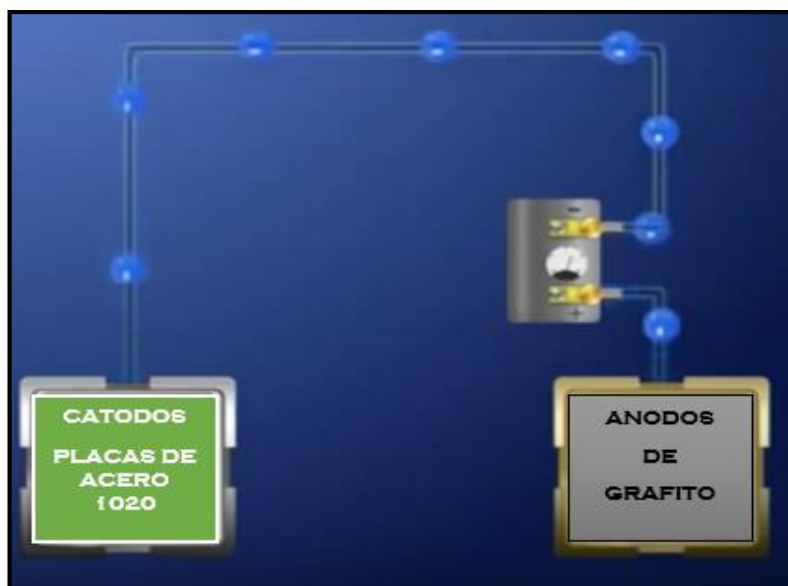 -
+
CATODOS
PLACAS DE
ACERO
1020
ANODOS
DE
GRAFITO